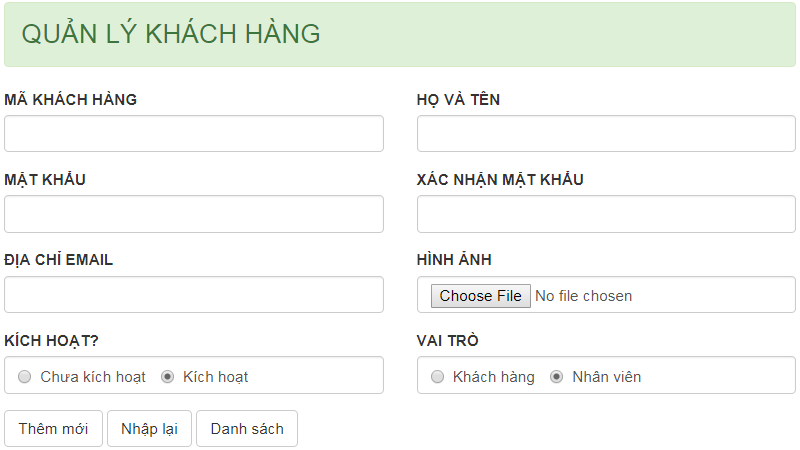 QUẢN LÝ KHÁCH HÀNG
MÃ KHÁCH HÀNG HỌ VÀ TÊN
MẬT KHẨU XÁC NHẬN MẬT KHẨU
ĐỊA CHỈ EMAIL HÌNH ẢNH
Choose File No file chosen
KÍCH HOẠT? VAI TRÒ
Chưa kích hoạt Kích hoạt Khách hàng Nhân viên
Thêm mới Nhập lại Danh sách